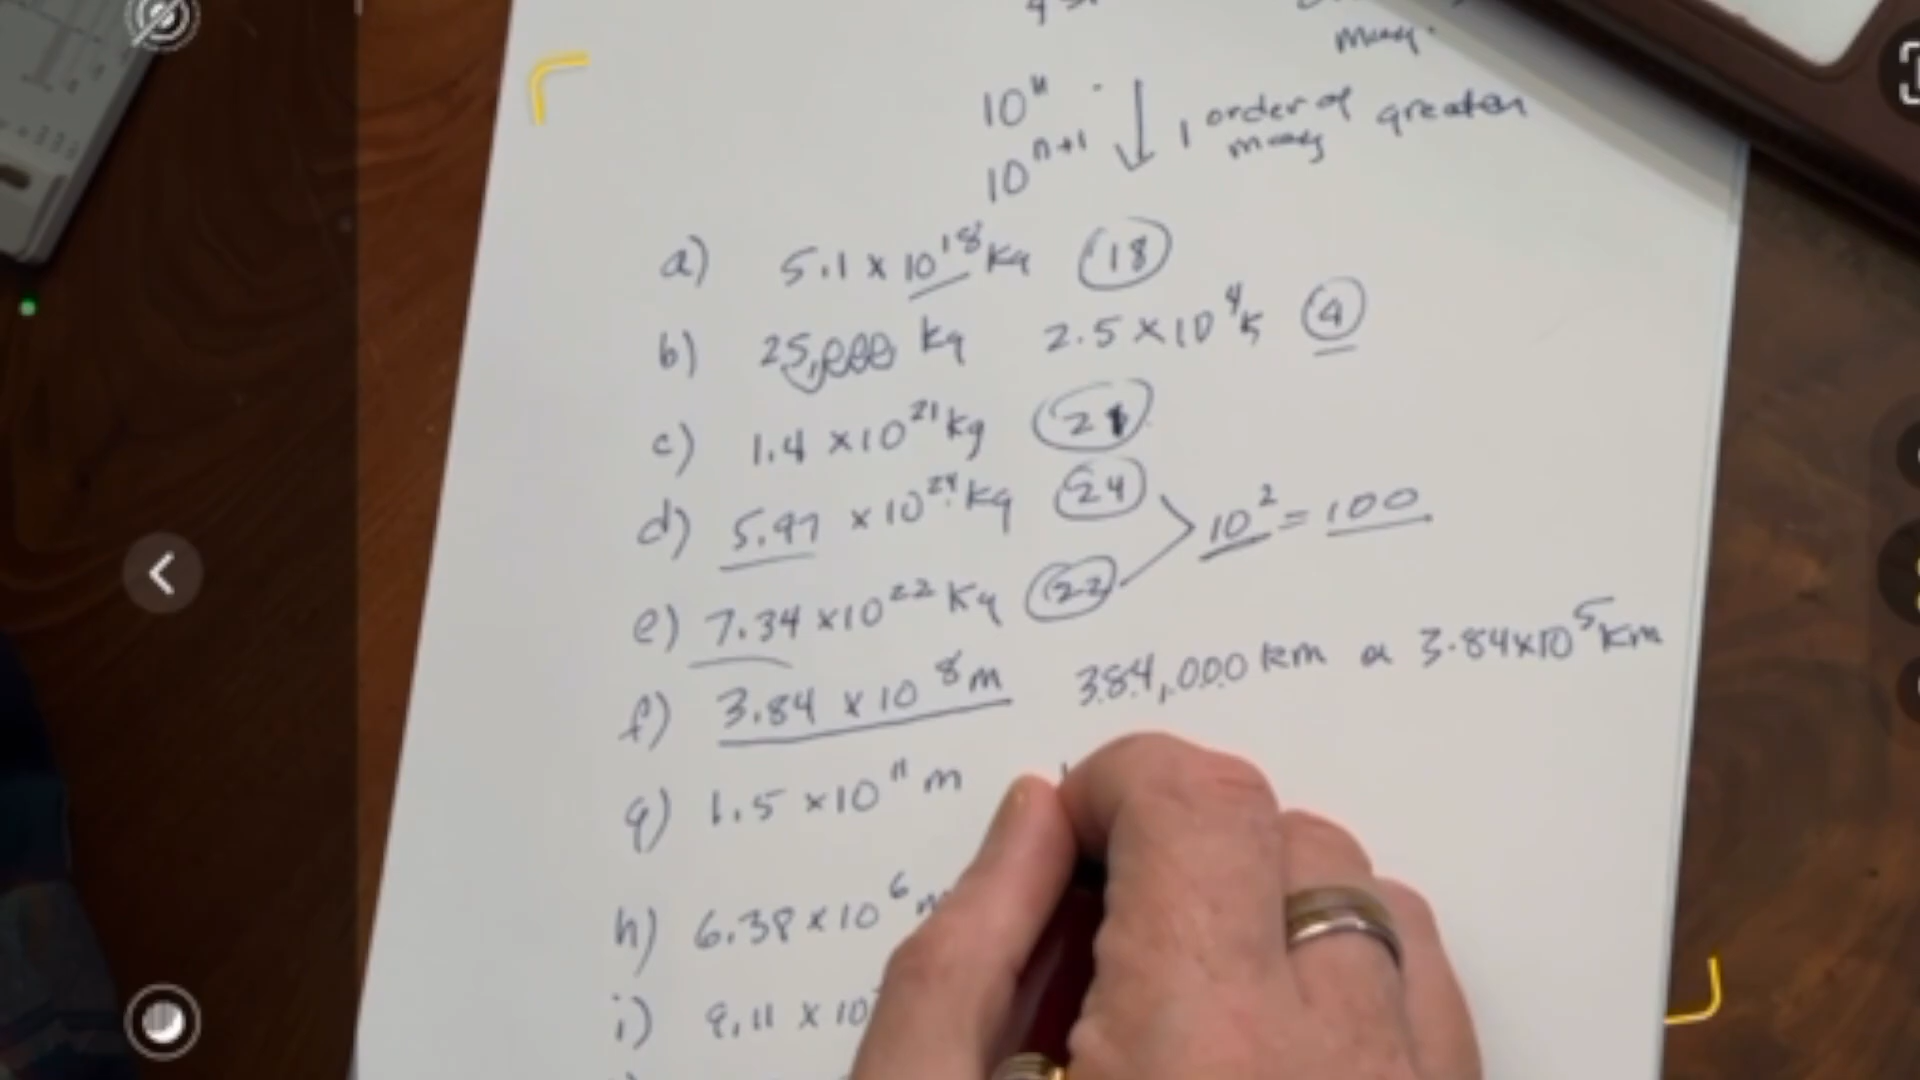 many.
10ⁿ
10ⁿ⁺¹ 1 order of mag greater
a) 5.1 x 10¹⁸ kg 18
b) 25,000 kg 2.5 x 10⁴ k 4
c) 1.4 x 10²¹ kg 21
d) 5.97 x 10²⁴ kg 24
10² = 100
e) 7.34 x 10²² kg 22
f) 3.84 x 10⁸ m 384,000 km or 3.84x10⁵ km
g) 1.5 x 10¹¹ m
h) 6.38 x 10⁶ m
i) 9.11 x 10